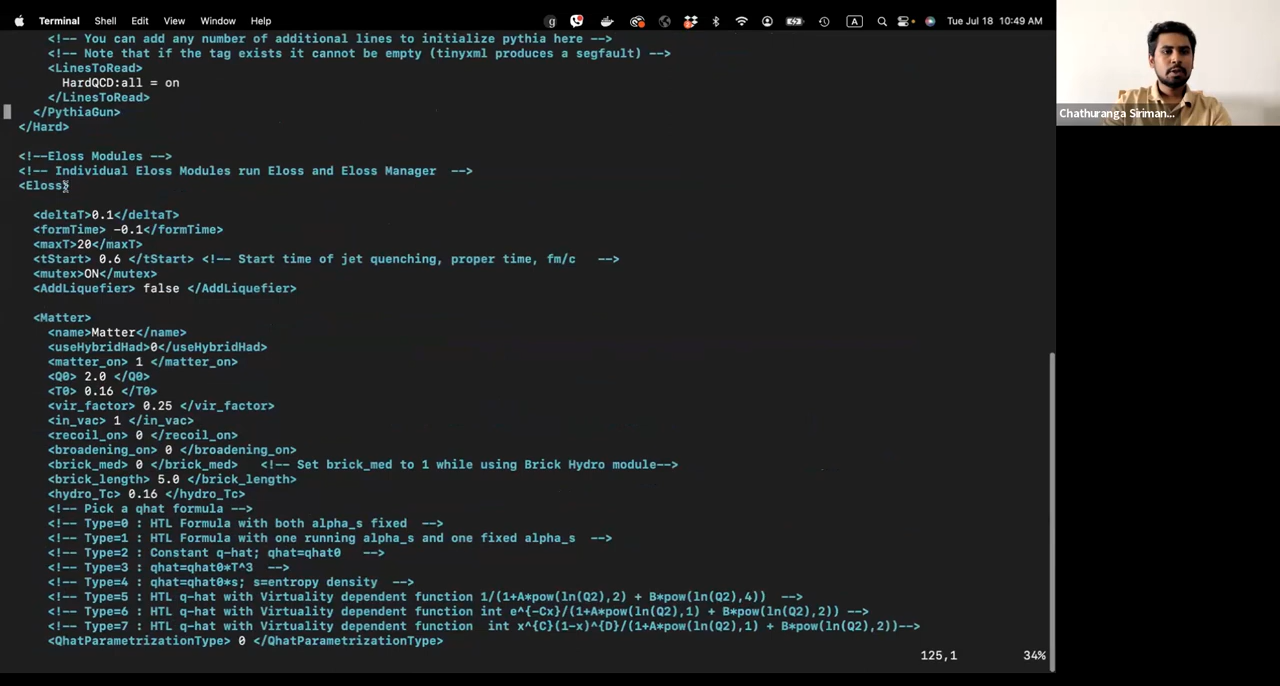 Terminal Shell Edit View Window Help
g A Tue Jul 18 10:49 AM
<!-- You can add any number of additional lines to initialize pythia here -->
<!-- Note that if the tag exists it cannot be empty (tinyxml produces a segfault) -->
<LinesToRead>
HardQCD:all = on
</LinesToRead>
</PythiaGun>
</Hard>
<!--Eloss Modules -->
<!-- Individual Eloss Modules run Eloss and Eloss Manager -->
<Eloss>
<deltaT>0.1</deltaT>
<formTime> -0.1</formTime>
<maxT>20</maxT>
<tStart> 0.6 </tStart> <!-- Start time of jet quenching, proper time, fm/c -->
<mutex>ON</mutex>
<AddLiquefier> false </AddLiquefier>
<Matter>
<name>Matter</name>
<useHybridHad>0</useHybridHad>
<matter_on> 1 </matter_on>
<Q0> 2.0 </Q0>
<T0> 0.16 </T0>
<vir_factor> 0.25 </vir_factor>
<in_vac> 1 </in_vac>
<recoil_on> 0 </recoil_on>
<broadening_on> 0 </broadening_on>
<brick_med> 0 </brick_med> <!-- Set brick_med to 1 while using Brick Hydro module-->
<brick_length> 5.0 </brick_length>
<hydro_Tc> 0.16 </hydro_Tc>
<!-- Pick a qhat formula -->
<!-- Type=0 : HTL Formula with both alpha_s fixed -->
<!-- Type=1 : HTL Formula with one running alpha_s and one fixed alpha_s -->
<!-- Type=2 : Constant q-hat; qhat=qhat0 -->
<!-- Type=3 : qhat=qhat0*T^3 -->
<!-- Type=4 : qhat=qhat0*s; s=entropy density -->
<!-- Type=5 : HTL q-hat with Virtuality dependent function 1/(1+A*pow(ln(Q2),2) + B*pow(ln(Q2),4)) -->
<!-- Type=6 : HTL q-hat with Virtuality dependent function int e^{-Cx}/(1+A*pow(ln(Q2),1) + B*pow(ln(Q2),2)) -->
<!-- Type=7 : HTL q-hat with Virtuality dependent function int x^{C}(1-x)^{D}/(1+A*pow(ln(Q2),1) + B*pow(ln(Q2),2))-->
<QhatParametrizationType> 0 </QhatParametrizationType>
125,1 34%
Chathuranga Siriman...